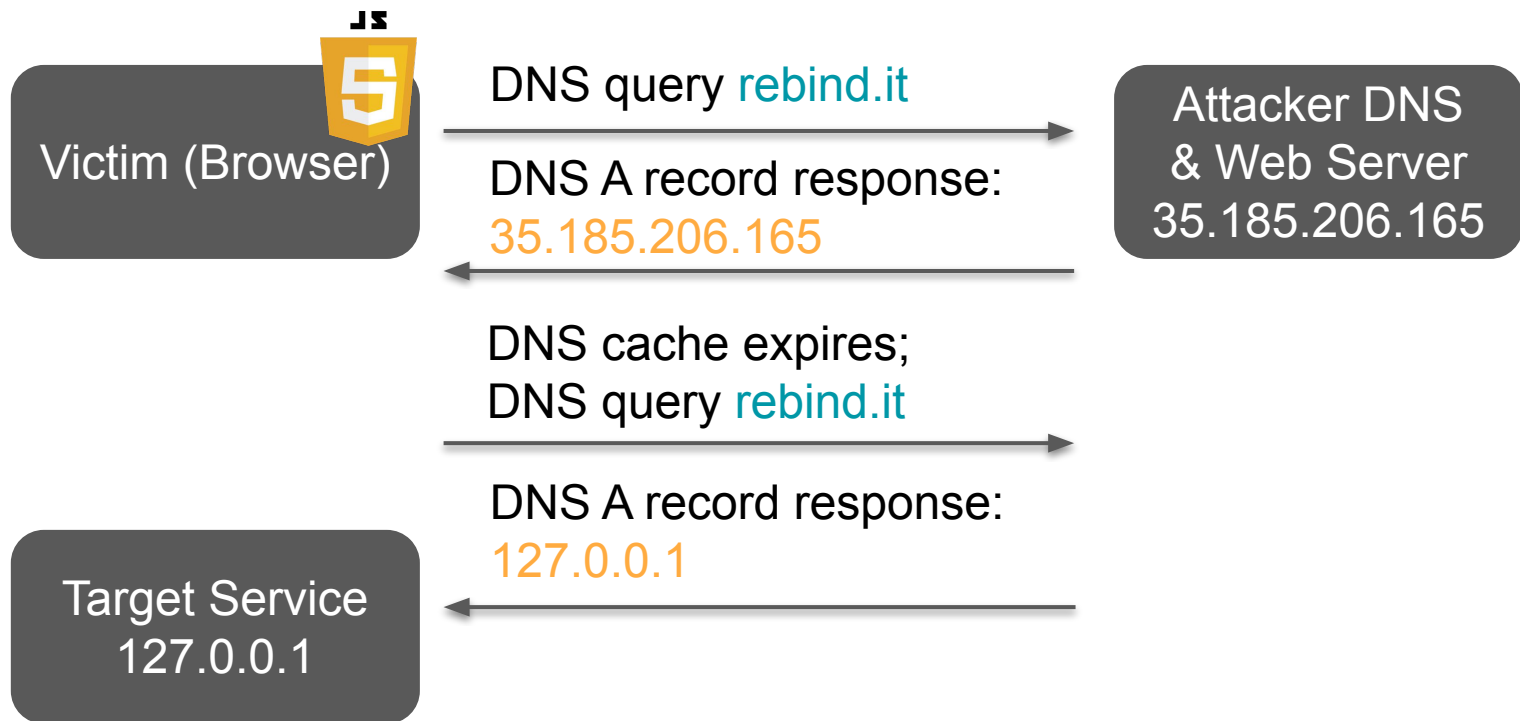 JS
Victim (Browser)
DNS query rebind.it
DNS A record response:
35.185.206.165
Attacker DNS
& Web Server
35.185.206.165
DNS cache expires;
DNS query rebind.it
DNS A record response:
127.0.0.1
Target Service
127.0.0.1